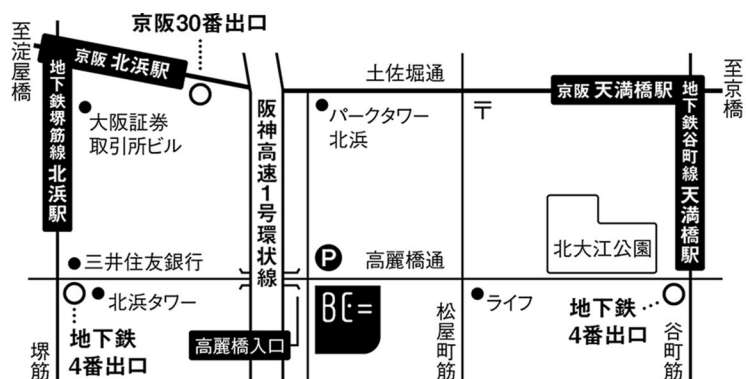 京阪30番出口
至淀屋橋
京阪 北浜駅
地下鉄堺筋線 北浜駅
大阪証券
取引所ビル
阪神高速1号環状線
土佐堀通
パークタワー
北浜
〒
京阪 天満橋駅
至京橋
地下鉄谷町線 天満橋駅
北大江公園
三井住友銀行
P
高麗橋通
北浜タワー
地下鉄
4番出口
堺筋
高麗橋入口
BE=
松屋町筋
ライフ
地下鉄
4番出口
谷町筋